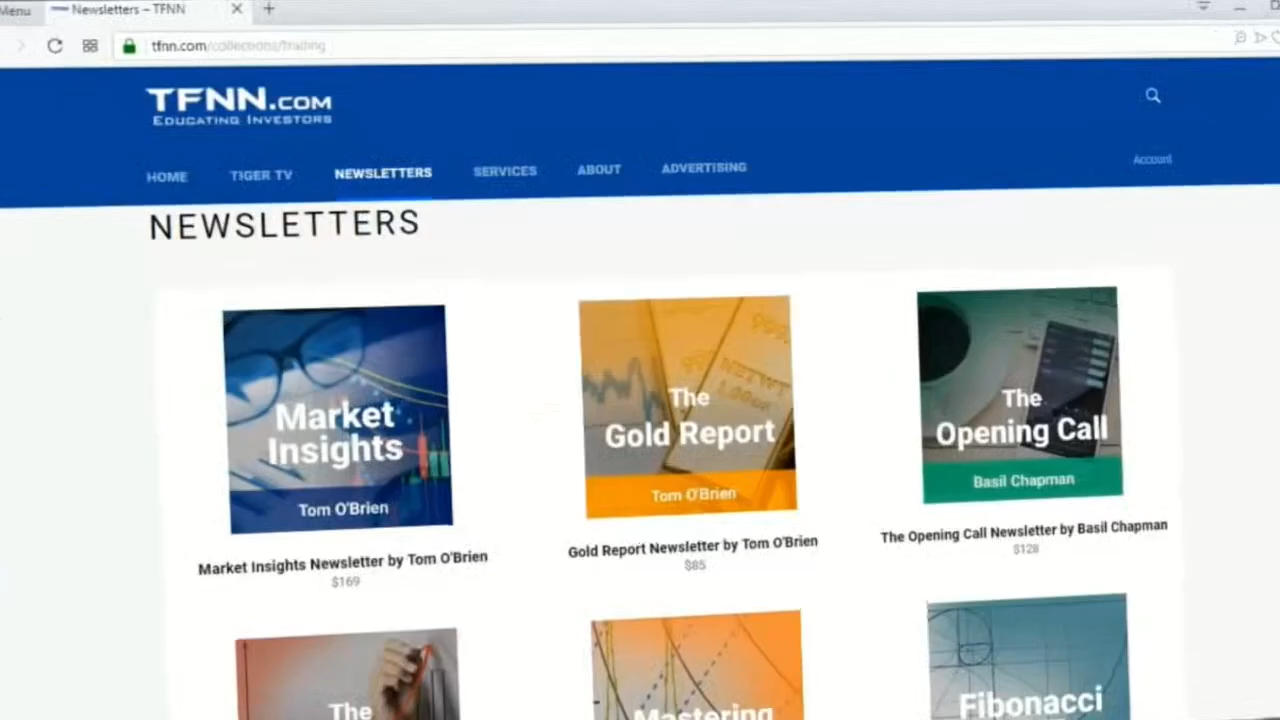 Menu
Newsletters – TFNN
tfnn.com/collections/trading
TFNN.COM
EDUCATING INVESTORS
HOME TIGER TV NEWSLETTERS SERVICES ABOUT ADVERTISING Account
NEWSLETTERS
Market
Insights
Tom O'Brien
Market Insights Newsletter by Tom O'Brien
$169
The
Gold Report
Tom O'Brien
Gold Report Newsletter by Tom O'Brien
$85
The
Opening Call
Basil Chapman
The Opening Call Newsletter by Basil Chapman
$128
The
Mastering
Fibonacci